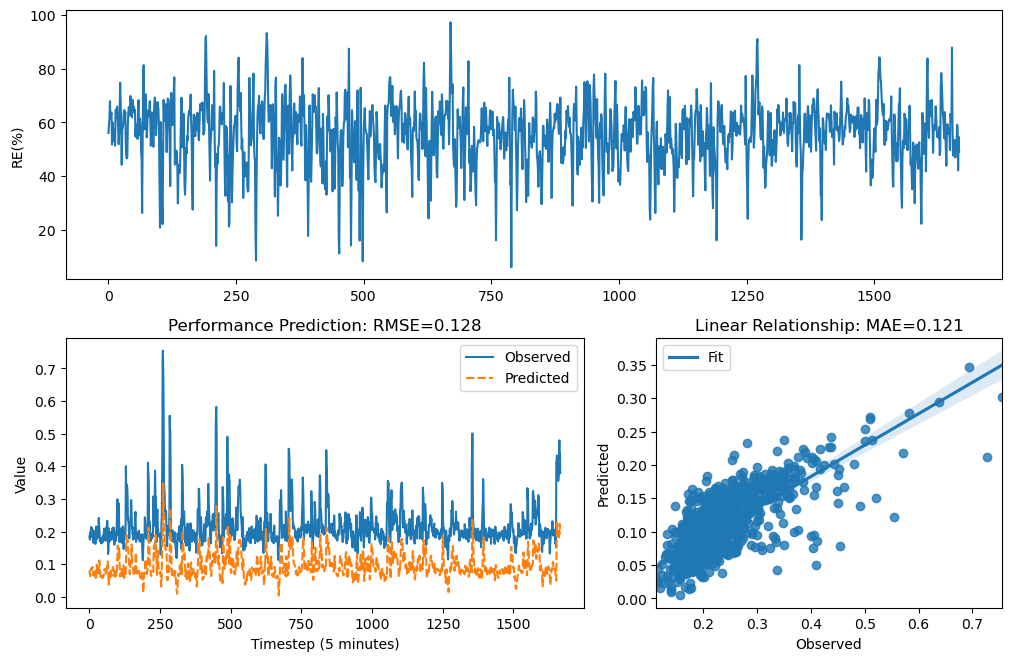 100
80
60
40
20
RE(%)
0 250 500 750 1000 1250 1500
Performance Prediction: RMSE=0.128
Observed
Predicted
0.7
0.6
0.5
0.4
0.3
0.2
0.1
0.0
Value
0 250 500 750 1000 1250 1500
Timestep (5 minutes)
Linear Relationship: MAE=0.121
Fit
0.35
0.30
0.25
0.20
0.15
0.10
0.05
0.00
Predicted
0.2 0.3 0.4 0.5 0.6 0.7
Observed